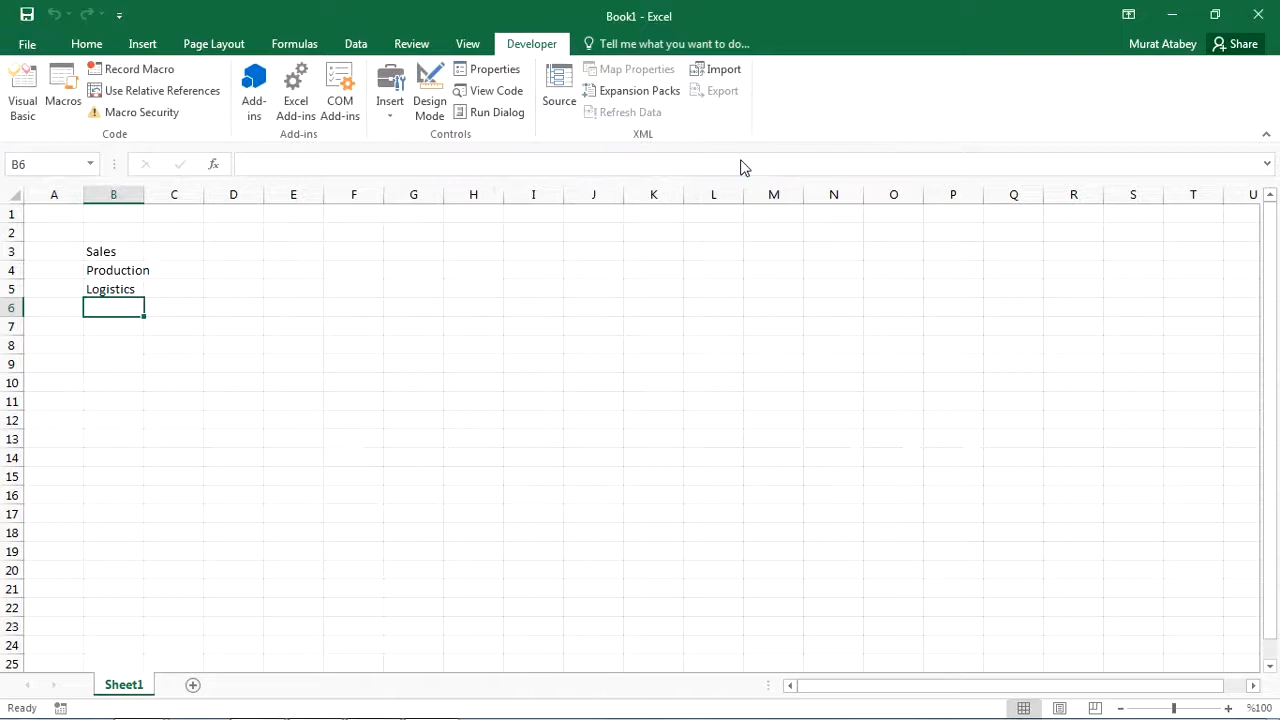 Book1 - Excel
File Home Insert Page Layout Formulas Data Review View Developer Tell me what you want to do... Murat Atabey Share
Visual Basic
Macros
Record Macro
Use Relative References
Macro Security
Code
Add-ins
Excel Add-ins
COM Add-ins
Add-ins
Insert
Design Mode
Properties
View Code
Run Dialog
Controls
Source
Map Properties
Expansion Packs
Refresh Data
Import
Export
XML
B6 fx
A B C D E F G H I J K L M N O P Q R S T U
1
2
3 Sales
4 Production
5 Logistics
6
7
8
9
10
11
12
13
14
15
16
17
18
19
20
21
22
23
24
25
Sheet1
Ready %100